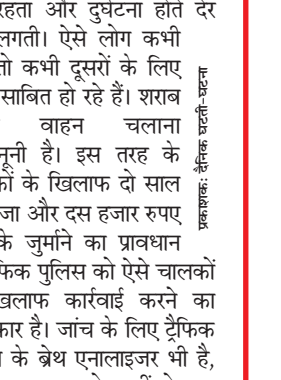 रहता और दुर्घटना होते देर
लगती। ऐसे लोग कभी
तो कभी दूसरों के लिए
साबित हो रहे हैं। शराब
वाहन चलाना
है। इस तरह के
के खिलाफ दो साल
और दस हजार रुपए
के जुर्माने का प्रावधान
पुलिस को ऐसे चालकों
कार्रवाई करने का
है। जांच के लिए ट्रैफिक
के ब्रेथ एनालाइजर भी है,
प्रकाशक: दैनिक घटती-घटना